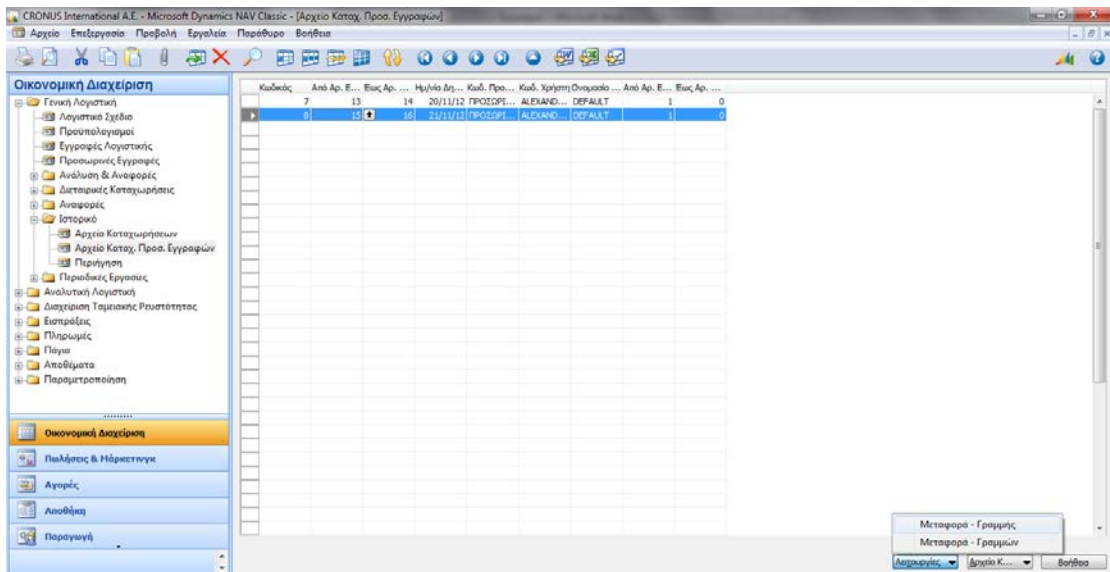 CRONUS International A.E. - Microsoft Dynamics NAV Classic - [Αρχείο Καταχ. Προσ. Εγγραφών]
Αρχείο Επεξεργασία Προβολή Εργαλεία Παράθυρο Βοήθεια
Οικονομική Διαχείριση
Γενική Λογιστική
Λογιστικό Σχέδιο
Προϋπολογισμοί
Εγγραφές Λογιστικής
Προσωρινές Εγγραφές
Ανάλυση & Αναφορές
Διεταιρικές Καταχωρήσεις
Αναφορές
Ιστορικό
Αρχείο Καταχωρήσεων
Αρχείο Καταχ. Προσ. Εγγραφών
Περιήγηση
Περιοδικές Εργασίες
Αναλυτική Λογιστική
Διαχείριση Ταμειακής Ρευστότητας
Εισπράξεις
Πληρωμές
Πάγια
Αποθέματα
Παραμετροποίηση
Οικονομική Διαχείριση
Πωλήσεις & Μάρκετινγκ
Αγορές
Αποθήκη
Παραγωγή
Κωδικός Από Αρ. Ε... Έως Αρ. ... Ημ/νία Δη... Κωδ. Προ... Κωδ. Χρήστη Ονομασία ... Από Αρ. Ε... Έως Αρ. ...
7 13 14 20/11/12 ΠΡΟΣΩΡΙ... ALEXAND... DEFAULT 1 0
8 15 16 21/11/12 ΠΡΟΣΩΡΙ... ALEXAND... DEFAULT 1 0
Μεταφορά - Γραμμής
Μεταφορά - Γραμμών
Λειτουργίες Αρχείο Κ... Βοήθεια